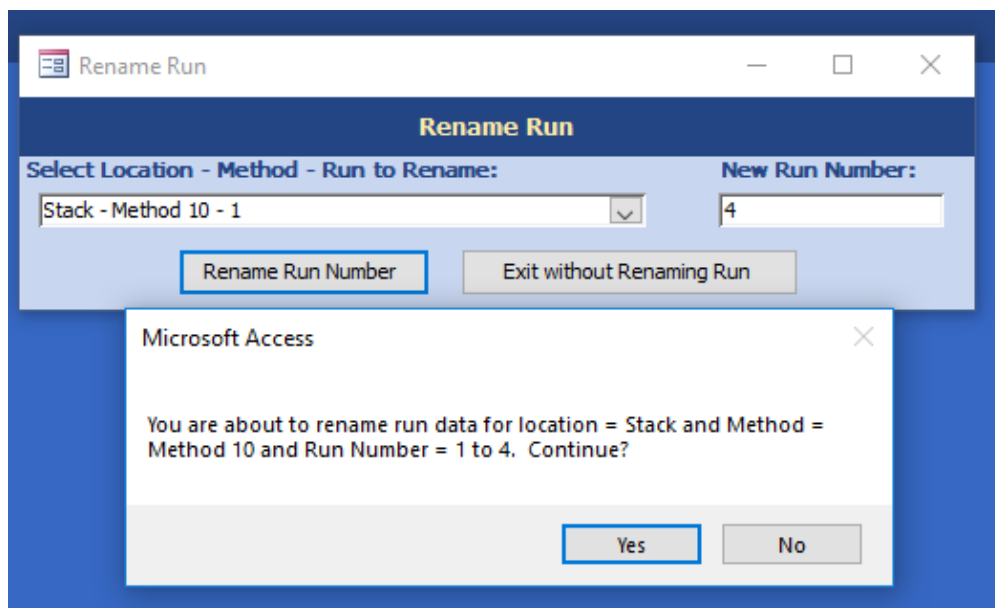 Rename Run
Rename Run
Select Location - Method - Run to Rename: New Run Number:
Stack - Method 10 - 1 4
Rename Run Number Exit without Renaming Run
Microsoft Access
You are about to rename run data for location = Stack and Method =
Method 10 and Run Number = 1 to 4.  Continue?
Yes No